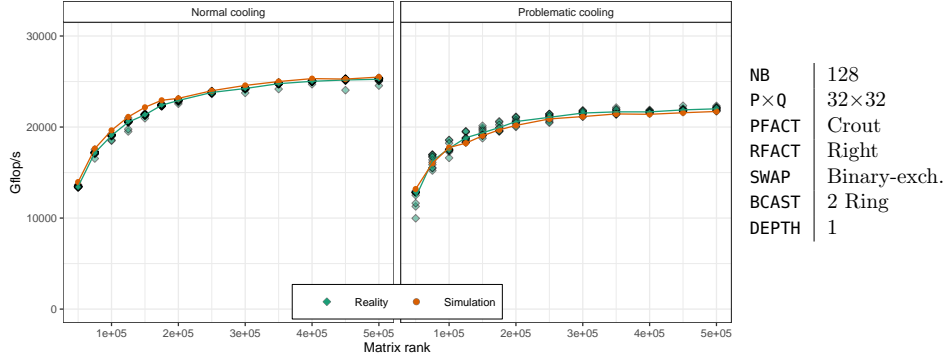 Normal cooling
Problematic cooling
30000
20000
10000
0
Gflop/s
1e+05 2e+05 3e+05 4e+05 5e+05
1e+05 2e+05 3e+05 4e+05 5e+05
Matrix rank
Reality Simulation
NB 128
P×Q 32×32
PFACT Crout
RFACT Right
SWAP Binary-exch.
BCAST 2 Ring
DEPTH 1